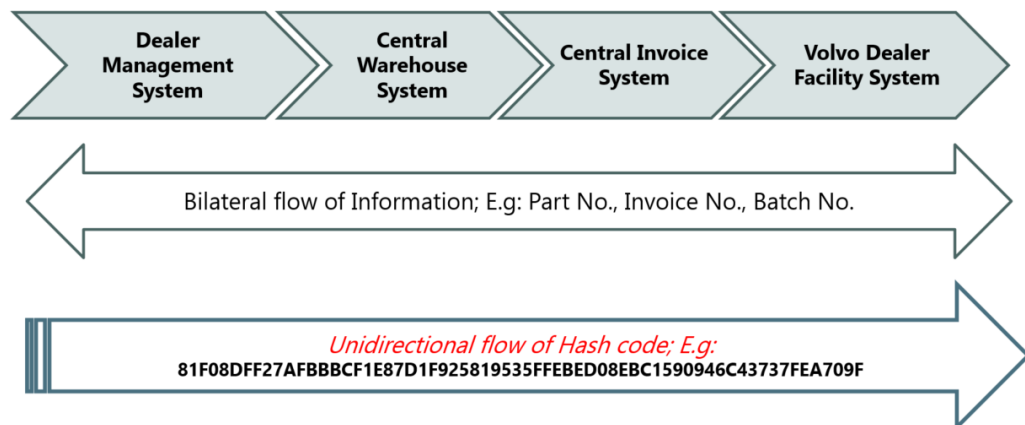 Dealer
Management
System
Central
Warehouse
System
Central Invoice
System
Volvo Dealer
Facility System
Bilateral flow of Information; E.g: Part No., Invoice No., Batch No.
Unidirectional flow of Hash code; E.g:
81F08DFF27AFBBBCF1E87D1F925819535FFEBED08EBC1590946C43737FEA709F